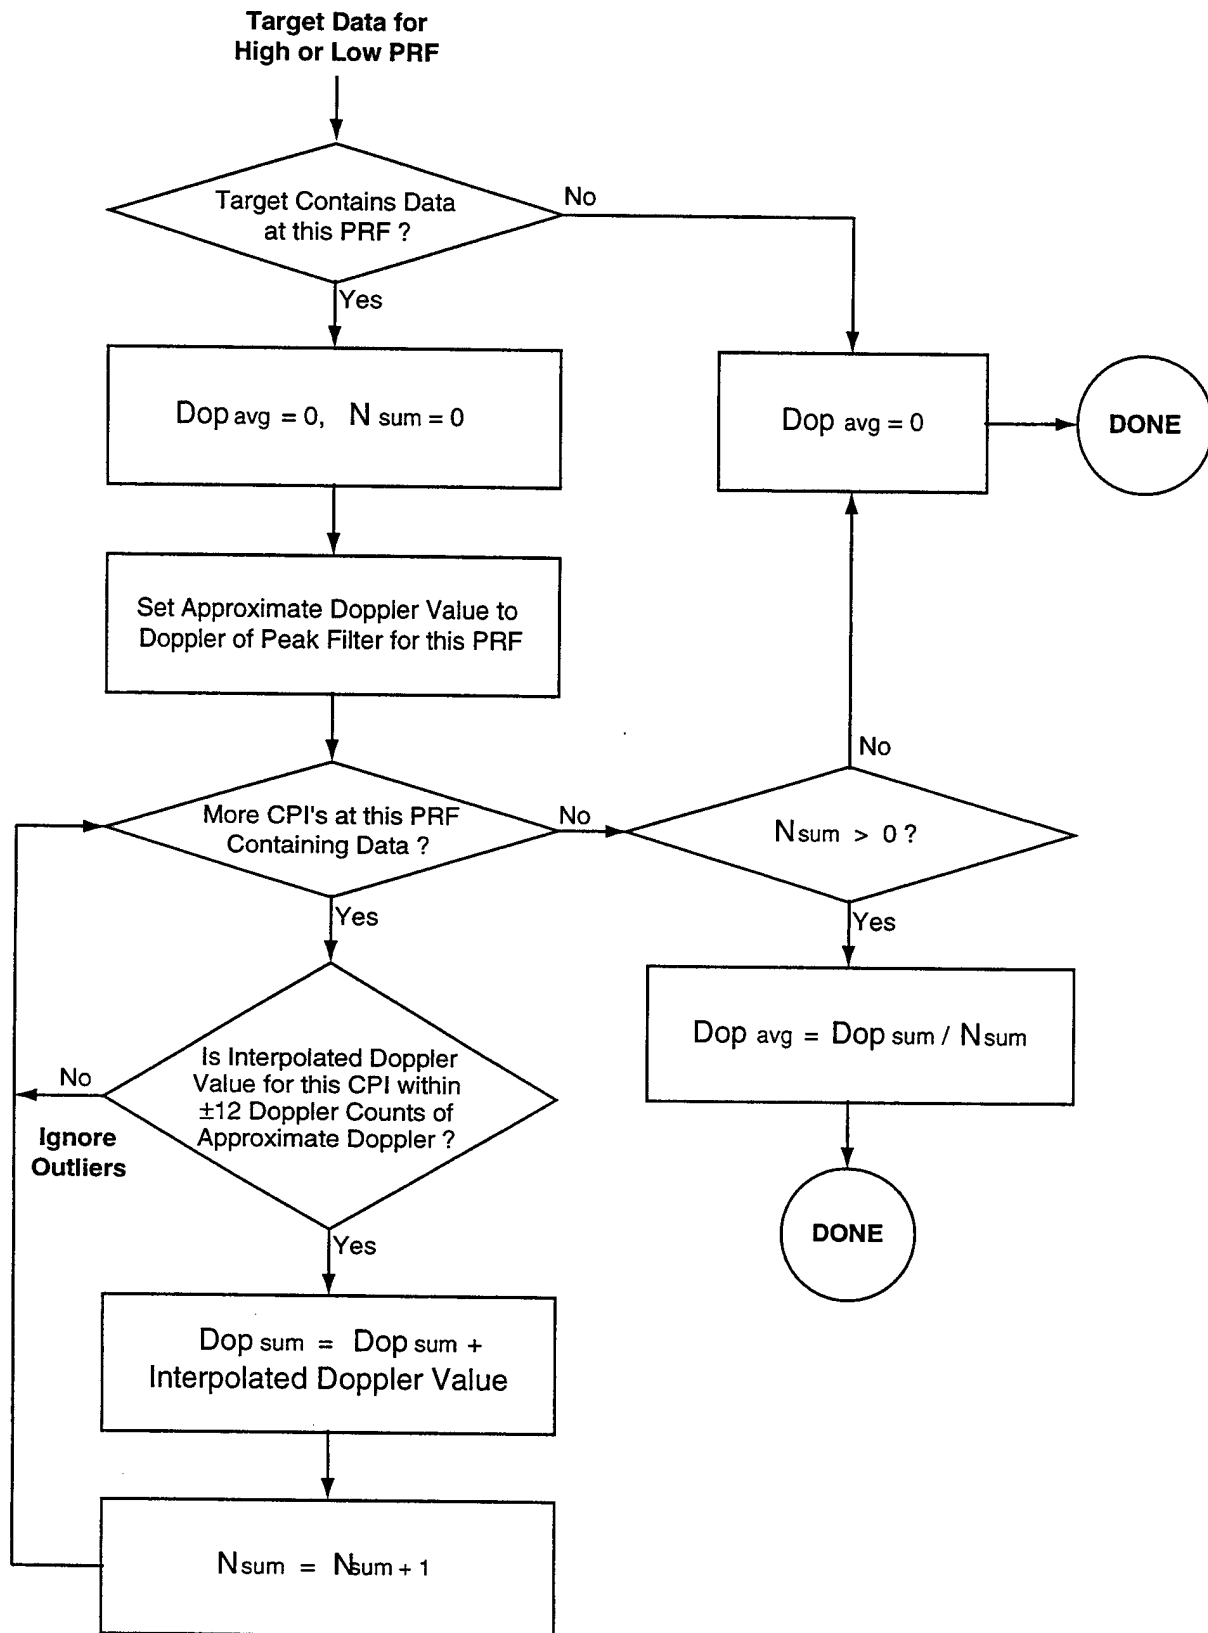 Target Data for
High or Low PRF
Target Contains Data
at this PRF ?
No
Yes
Dop avg = 0, N sum = 0
Dop avg = 0
DONE
Set Approximate Doppler Value to
Doppler of Peak Filter for this PRF
No
More CPI's at this PRF
Containing Data ?
No
N sum > 0 ?
Yes
Yes
Dop avg = Dop sum / N sum
Is Interpolated Doppler
Value for this CPI within
±12 Doppler Counts of
Approximate Doppler ?
No
Ignore
Outliers
DONE
Yes
Dop sum = Dop sum +
Interpolated Doppler Value
N sum = N sum + 1